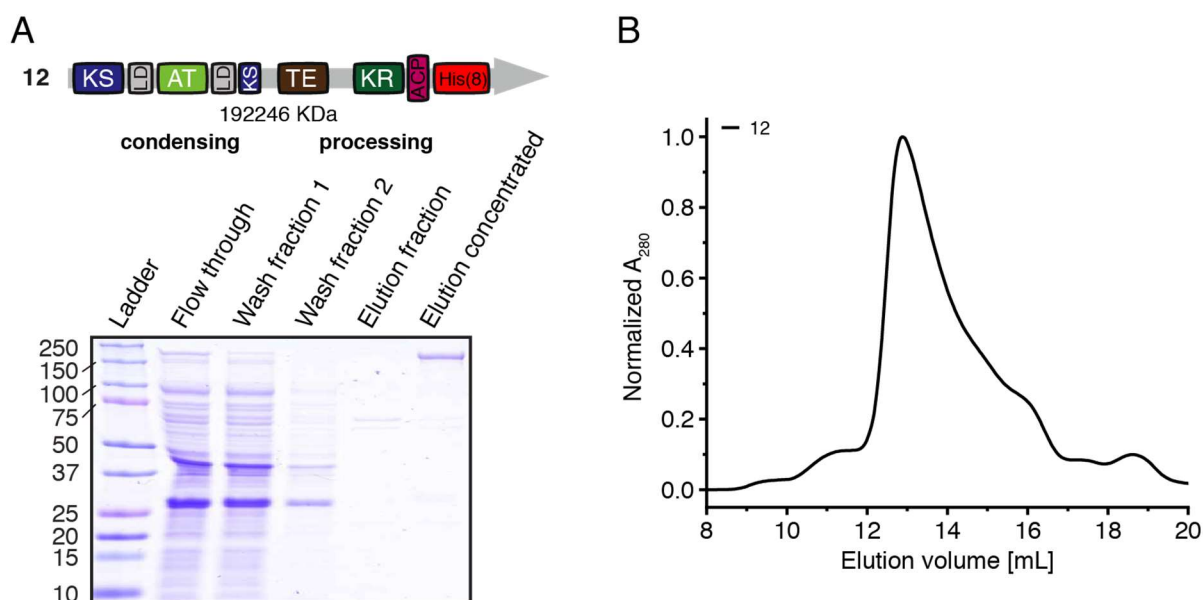 A
12 KS LD AT LD KS TE KR ACP His(8)
192246 KDa
condensing processing
Ladder
Flow through
Wash fraction 1
Wash fraction 2
Elution fraction
Elution concentrated
250
150
100
75
50
37
25
20
15
10
B
12
Normalized A280
1.0
0.8
0.6
0.4
0.2
0.0
8 10 12 14 16 18 20
Elution volume [mL]